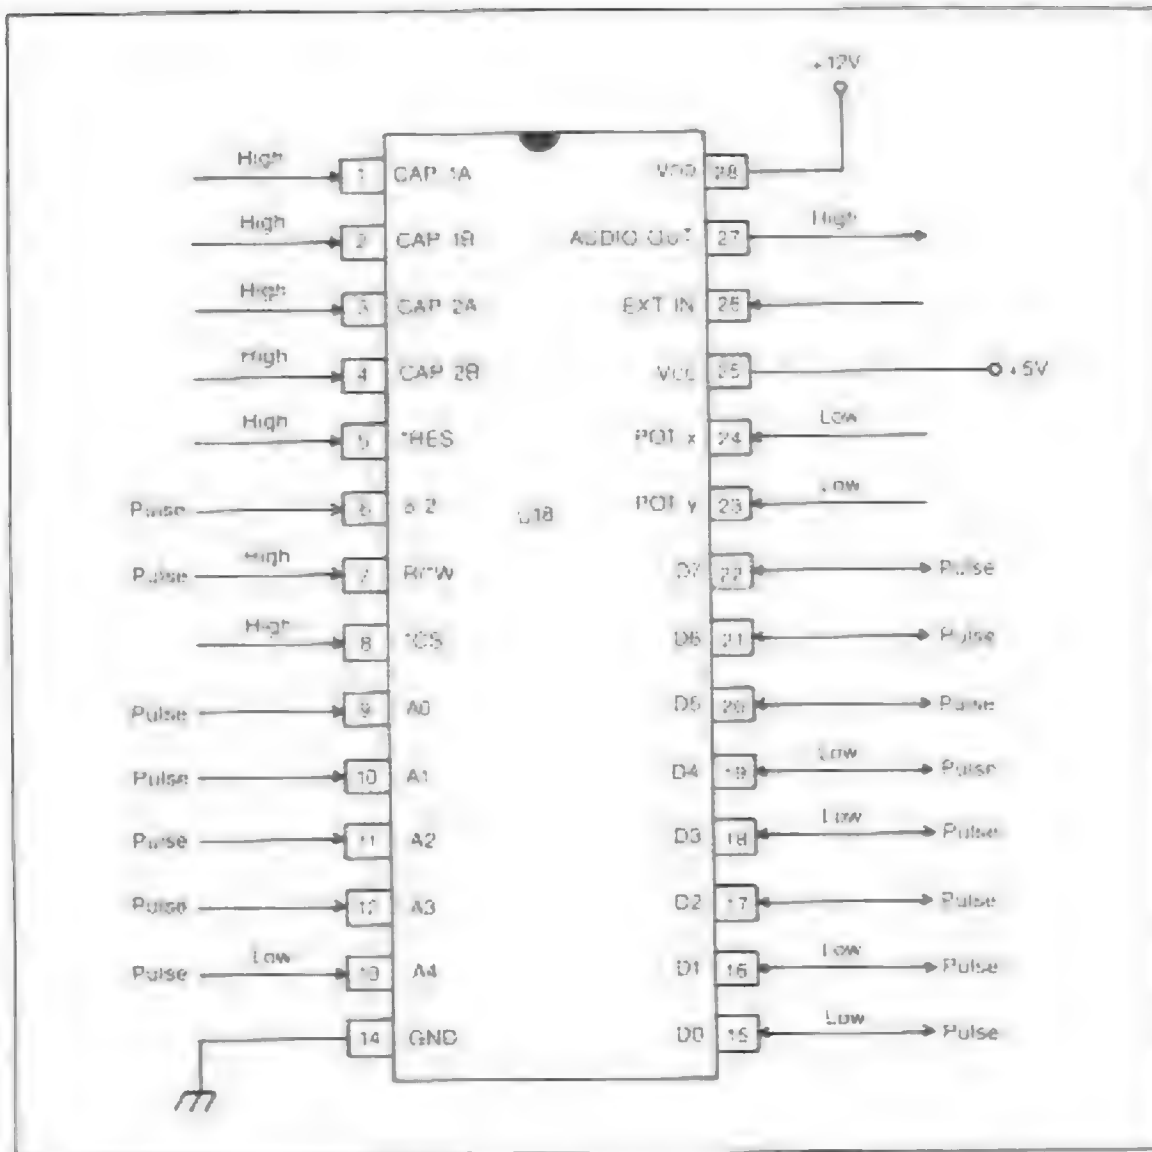 +12V
High 1 CAP 1A
VDD 28
High 2 CAP 1B
AUDIO OUT 27 High
High 3 CAP 2A
EXT IN 26
High 4 CAP 2B
VCC 25 +5V
High 5 *RES
POT x 24 Low
Pulse 6 ø 2
U18
POT y 23 Low
Pulse High 7 R/*W
D7 22 Pulse
High 8 *CS
D6 21 Pulse
Pulse 9 A0
D5 20 Pulse
Pulse 10 A1
D4 19 Low Pulse
Pulse 11 A2
D3 18 Low Pulse
Pulse 12 A3
D2 17 Pulse
Pulse Low 13 A4
D1 16 Low Pulse
14 GND
D0 15 Low Pulse